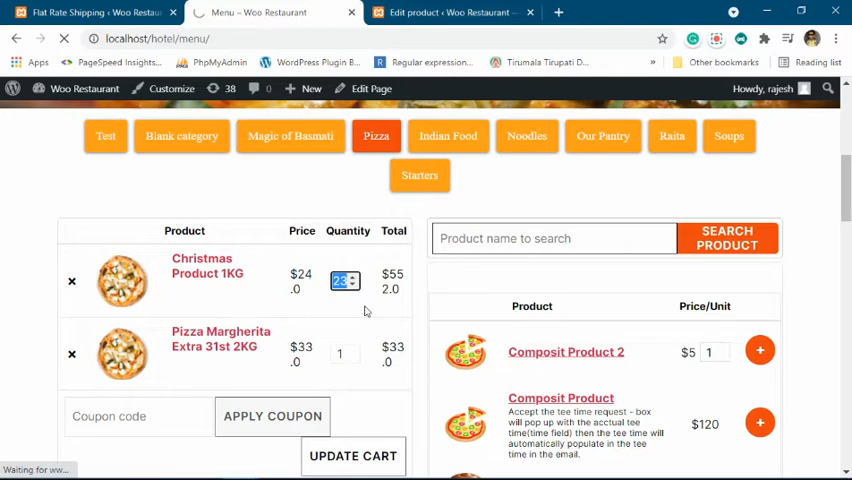 Flat Rate Shipping ‹ Woo Restau
Menu – Woo Restaurant
Edit product ‹ Woo Restaurant —
localhost/hotel/menu/
Apps
PageSpeed Insights...
PhpMyAdmin
WordPress Plugin B...
Regular expression...
Tirumala Tirupati D...
Other bookmarks
Reading list
Woo Restaurant
Customize
38
0
New
Edit Page
Howdy, rajesh
Test
Blank category
Magic of Basmati
Pizza
Indian Food
Noodles
Our Pantry
Raita
Soups
Starters
Product Price Quantity Total
Christmas
Product 1KG
$24
.0
23
$55
2.0
Pizza Margherita
Extra 31st 2KG
$33
.0
1
$33
.0
Coupon code
APPLY COUPON
UPDATE CART
Product name to search
SEARCH
PRODUCT
Product Price/Unit
Composit Product 2
$5 1
+
Composit Product
Accept the tee time request - box
will pop up with the acctual tee
time(time field) then the tee time will
automatically populate in the tee
time in the email.
$120
+
Waiting for ww...